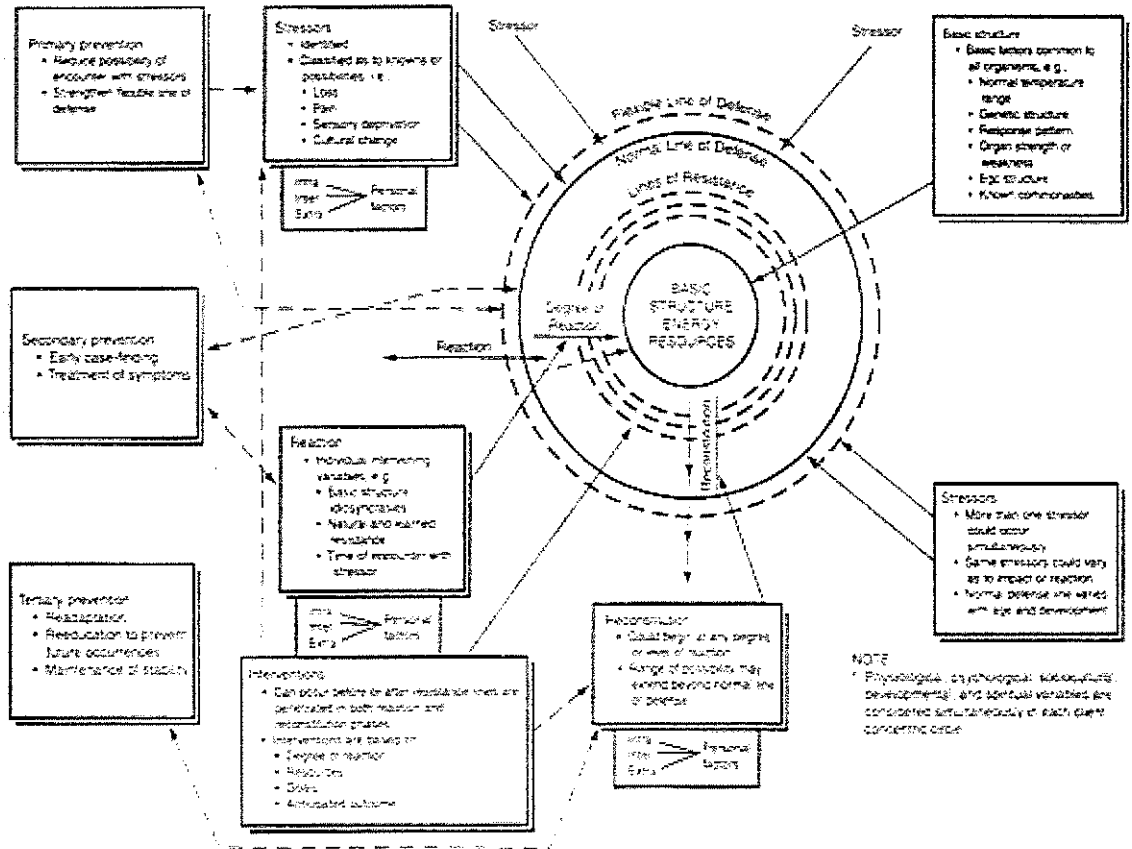 Primary prevention
• Reduce possibility of
encounter with stressors
• Strengthen flexible line of
defense
Stressors
• Identified
• Classified as to knowns or
possibilities, i.e.,
• Loss
• Pain
• Sensory deprivation
• Cultural change
Intra
Inter
Extra
Personal
factors
Stressor
Stressor
Basic structure
• Basic factors common to
all organisms, e.g.,
• Normal temperature
range
• Genetic structure
• Response pattern
• Organ strength or
weakness
• Ego structure
• Known commonalities
Flexible Line of Defense
Normal Line of Defense
Lines of Resistance
BASIC
STRUCTURE
ENERGY
RESOURCES
Degree of
Reaction
Reaction
Reconstitution
Secondary prevention
• Early case-finding
• Treatment of symptoms
Reaction
• Individual intervening
variables, e.g.
• Basic structure
idiosyncrasies
• Natural and learned
resistance
• Time of encounter with
stressor
Intra
Inter
Extra
Personal
factors
Stressors
• More than one stressor
could occur
simultaneously
• Same stressors could vary
as to impact or reaction
• Normal defense line varies
with age and development
Tertiary prevention
• Readaptation
• Reeducation to prevent
future occurrences
• Maintenance of stability
Interventions
• Can occur before or after resistance lines are
penetrated in both reaction and
reconstitution phases
• Interventions are based on
• Degree of reaction
• Resources
• Goals
• Anticipated outcome
Reconstitution
• Could begin at any degree
or level of reaction
• Range of possibility may
extend beyond normal line
of defense
Intra
Inter
Extra
Personal
factors
NOTE
* Physiological, psychological, sociocultural,
developmental, and spiritual variables are
considered simultaneously in each client
concentric circle